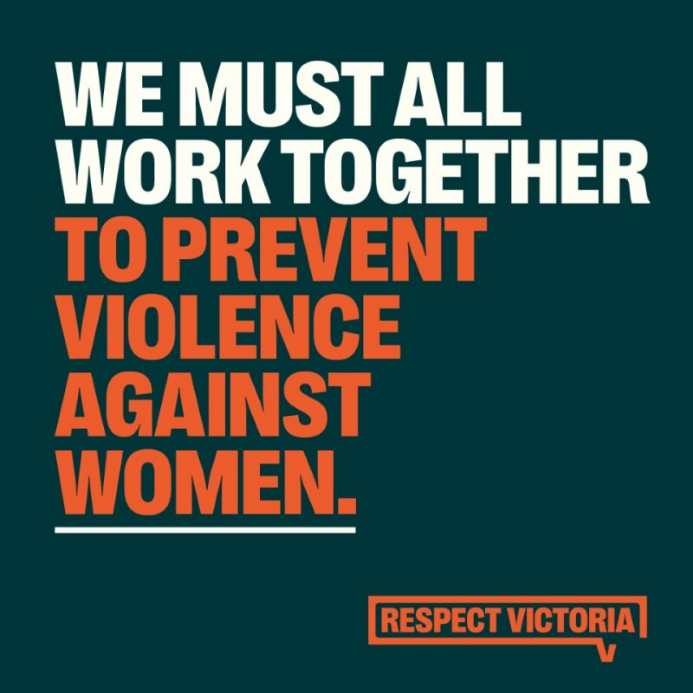 WE MUST ALL
WORK TOGETHER
TO PREVENT
VIOLENCE
AGAINST
WOMEN.
RESPECT VICTORIA